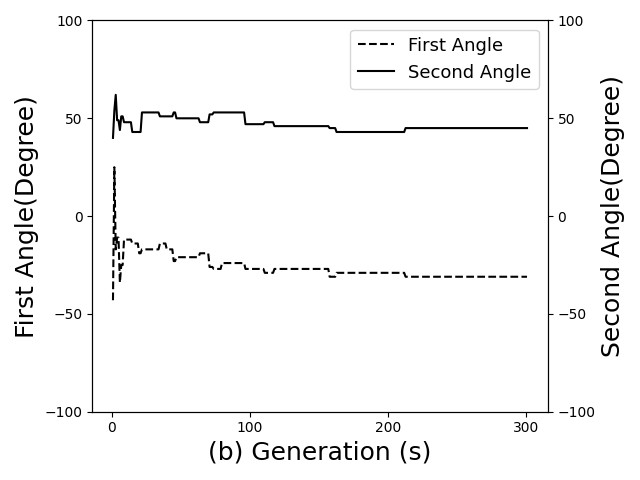 100
50
0
−50
−100
First Angle(Degree)
First Angle
Second Angle
100
50
0
−50
−100
Second Angle(Degree)
0
100
200
300
(b) Generation (s)